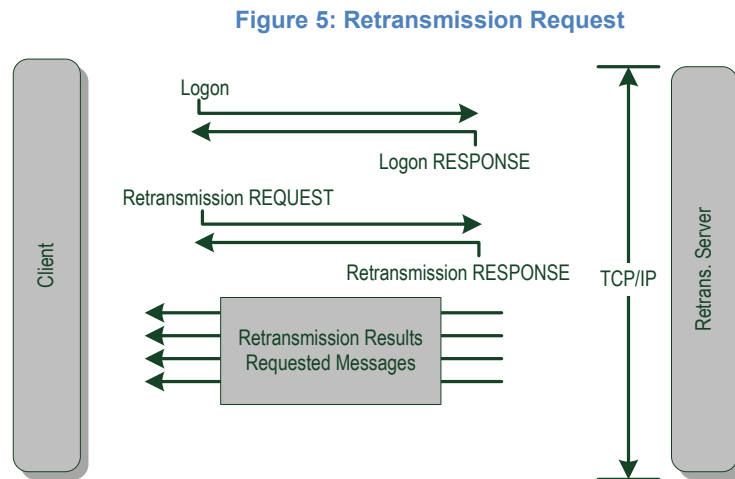 Figure 5: Retransmission Request
Logon
Logon RESPONSE
Retransmission REQUEST
Retransmission RESPONSE
Client
TCP/IP
Retrans. Server
Retransmission Results
Requested Messages